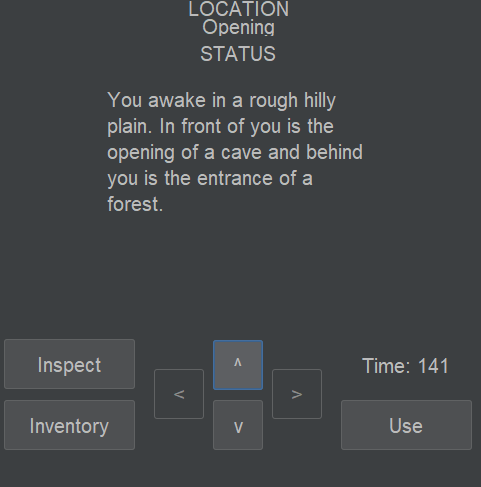 LOCATION
Opening
STATUS
You awake in a rough hilly
plain. In front of you is the
opening of a cave and behind
you is the entrance of a
forest.
Inspect
^
Time: 141
<
>
Inventory
v
Use